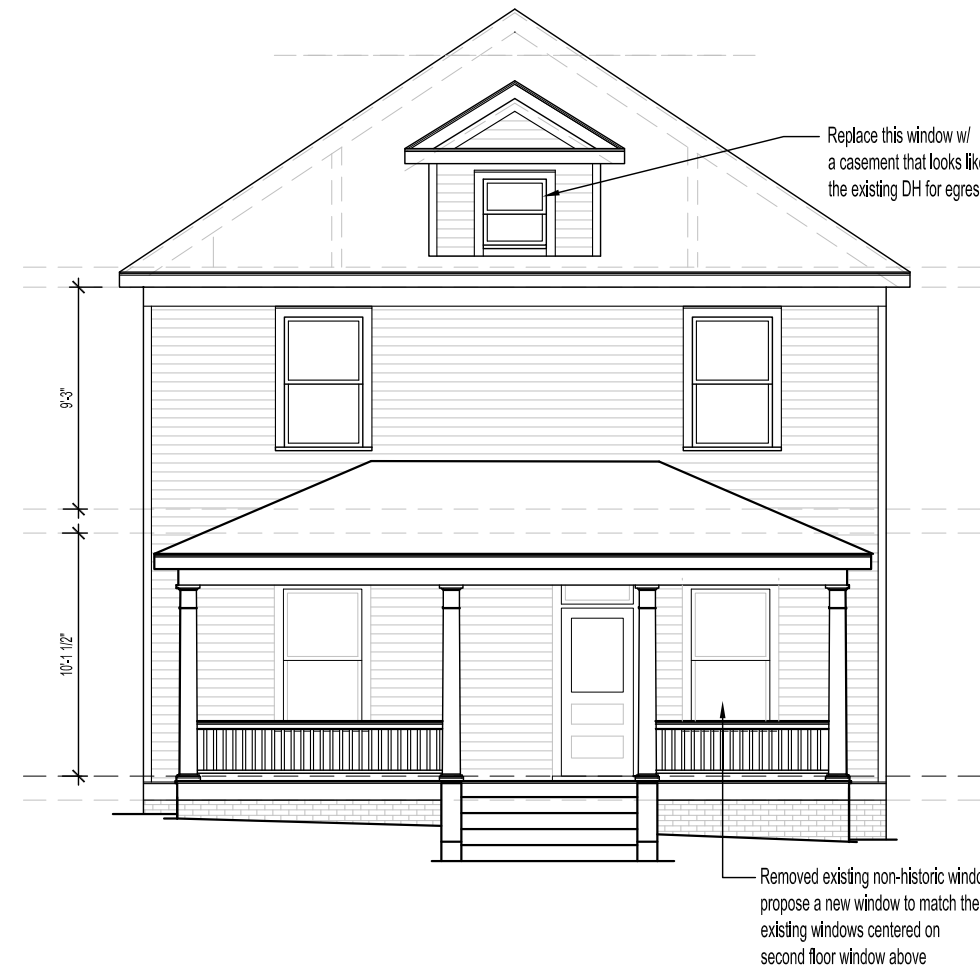 Replace this window w/
a casement that looks like
the existing DH for egres
9'-3"
10'-1 1/2"
Removed existing non-historic windo
propose a new window to match the
existing windows centered on
second floor window above